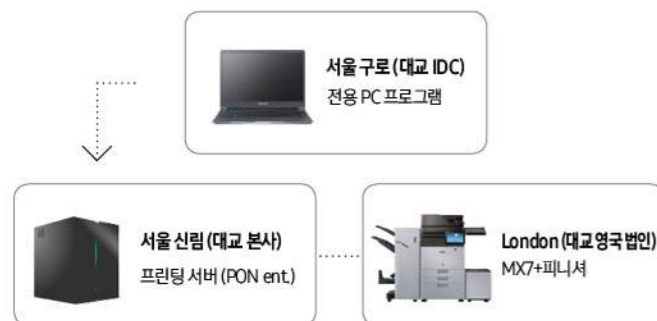 서울 구로 (대교 IDC)
전용 PC 프로그램
서울 신림 (대교 본사)
프린팅 서버 (PON ent.)
London (대교 영국 법인)
MX7+피니셔